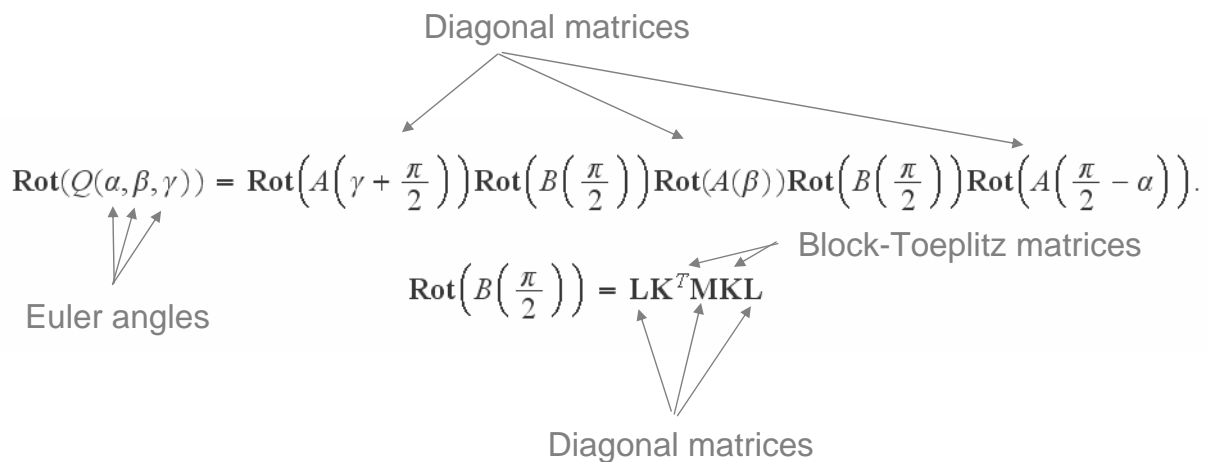 Diagonal matrices
Rot(Q(α, β, γ)) = Rot(A(γ + π/2))Rot(B(π/2))Rot(A(β))Rot(B(π/2))Rot(A(π/2 − α)).
Block-Toeplitz matrices
Rot(B(π/2)) = LK^T MKL
Euler angles
Diagonal matrices